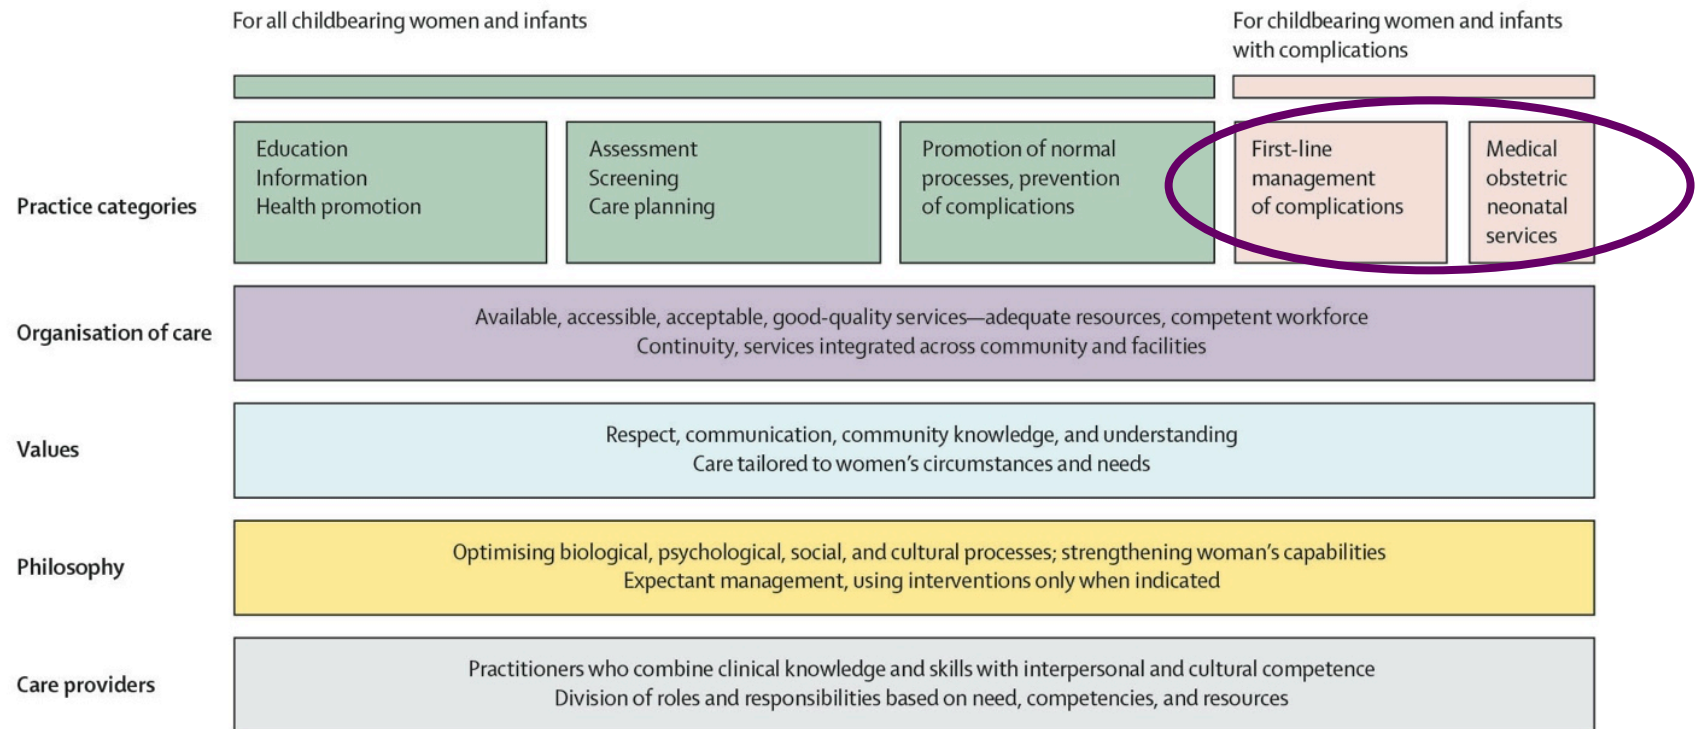 For all childbearing women and infants
For childbearing women and infants
with complications
Practice categories
Education
Information
Health promotion
Assessment
Screening
Care planning
Promotion of normal
processes, prevention
of complications
First-line
management
of complications
Medical
obstetric
neonatal
services
Organisation of care
Available, accessible, acceptable, good-quality services—adequate resources, competent workforce
Continuity, services integrated across community and facilities
Values
Respect, communication, community knowledge, and understanding
Care tailored to women's circumstances and needs
Philosophy
Optimising biological, psychological, social, and cultural processes; strengthening woman's capabilities
Expectant management, using interventions only when indicated
Care providers
Practitioners who combine clinical knowledge and skills with interpersonal and cultural competence
Division of roles and responsibilities based on need, competencies, and resources